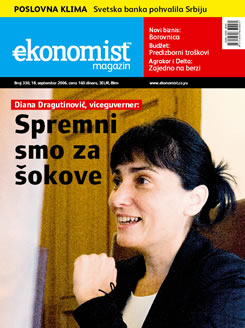 POSLOVNA KLIMA Svetska banka pohvalila Srbiju
ekonomist
magazin
Novi biznis:
Borovnica
Budžet:
Predizborni troškovi
Agrokor i Delta:
Zajedno na berzi
Broj 330, 18. septembar 2006, cena 140 dinara, 3EUR, 8km
www.ekonomist.co.yu
Diana Dragutinović, viceguverner:
Spremni
smo za
šokove